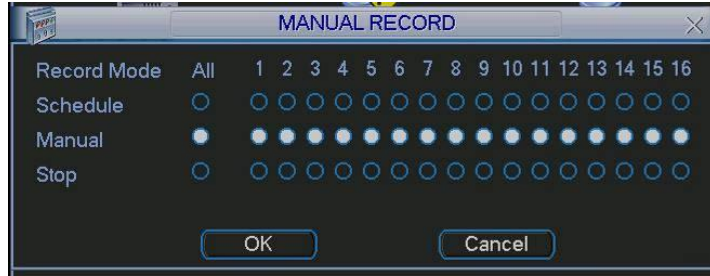 MANUAL RECORD
Record Mode All 1 2 3 4 5 6 7 8 9 10 11 12 13 14 15 16
Schedule
Manual
Stop
OK Cancel